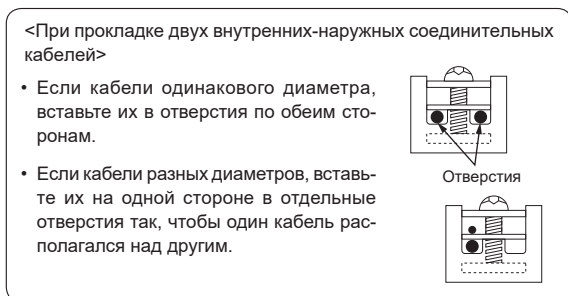 <При прокладке двух внутренних-наружных соединительных
кабелей>
• Если кабели одинакового диаметра,
вставьте их в отверстия по обеим сто-
ронам.
Отверстия
• Если кабели разных диаметров, вставь-
те их на одной стороне в отдельные
отверстия так, чтобы один кабель рас-
полагался над другим.